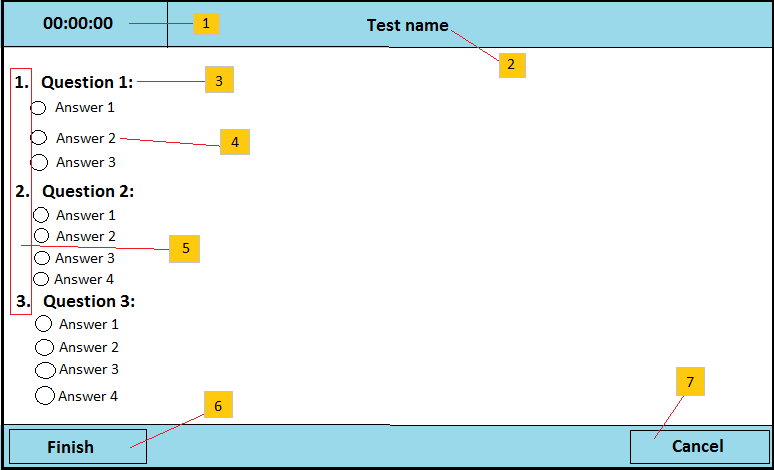 00:00:00
1
Test name
2
1. Question 1:
3
Answer 1
Answer 2
4
Answer 3
2. Question 2:
Answer 1
Answer 2
5
Answer 3
Answer 4
3. Question 3:
Answer 1
Answer 2
Answer 3
7
Answer 4
6
Finish
Cancel